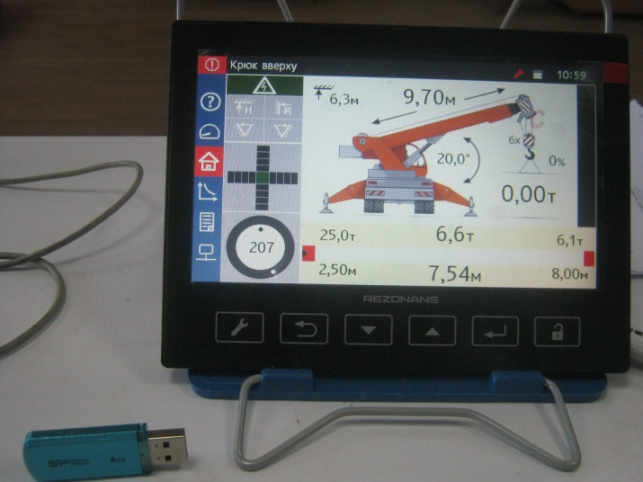 Крюк вверху
10:59
6,3м
9,70м
H
R
6x
20,0°
0%
0,00т
25,0т
6,6т
6,1т
207
2,50м
7,54м
8,00м
REZONANS
SP
4GB